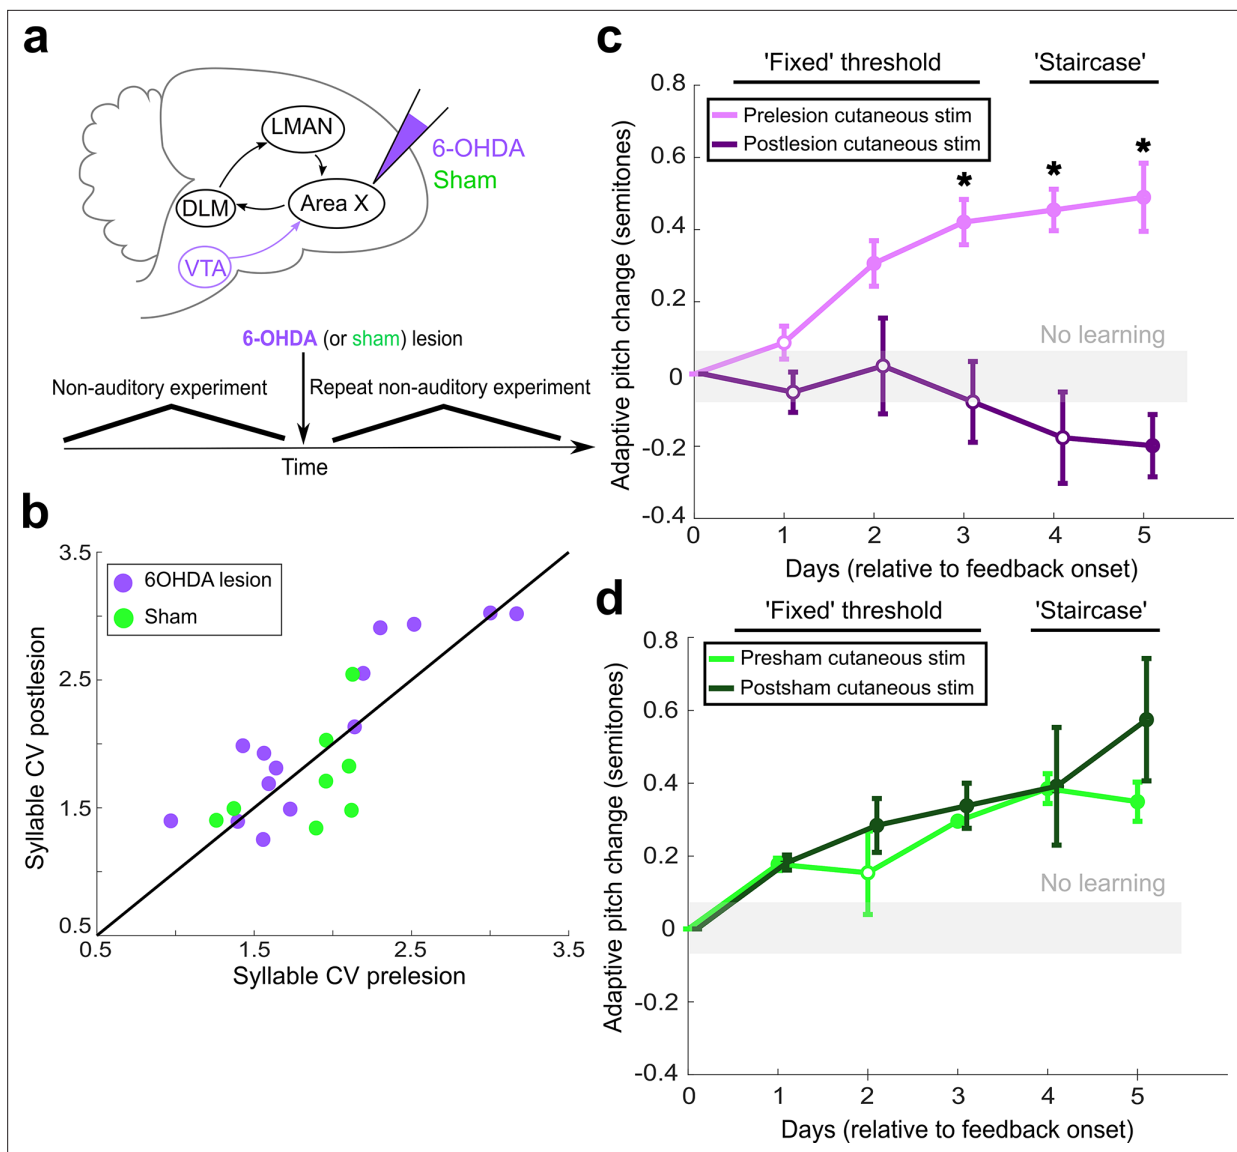 a
LMAN
6-OHDA
Sham
DLM
Area X
VTA
6-OHDA (or sham) lesion
Non-auditory experiment
Repeat non-auditory experiment
Time
b
3.5
6OHDA lesion
Sham
2.5
1.5
0.5
Syllable CV postlesion
0.5
1.5
2.5
3.5
Syllable CV prelesion
c
'Fixed' threshold
'Staircase'
0.8
Prelesion cutaneous stim
Postlesion cutaneous stim
0.6
*
*
*
0.4
0.2
No learning
0
-0.2
-0.4
Adaptive pitch change (semitones)
0
1
2
3
4
5
Days (relative to feedback onset)
d
'Fixed' threshold
'Staircase'
0.8
Presham cutaneous stim
Postsham cutaneous stim
0.6
0.4
0.2
No learning
0
-0.2
-0.4
Adaptive pitch change (semitones)
0
1
2
3
4
5
Days (relative to feedback onset)